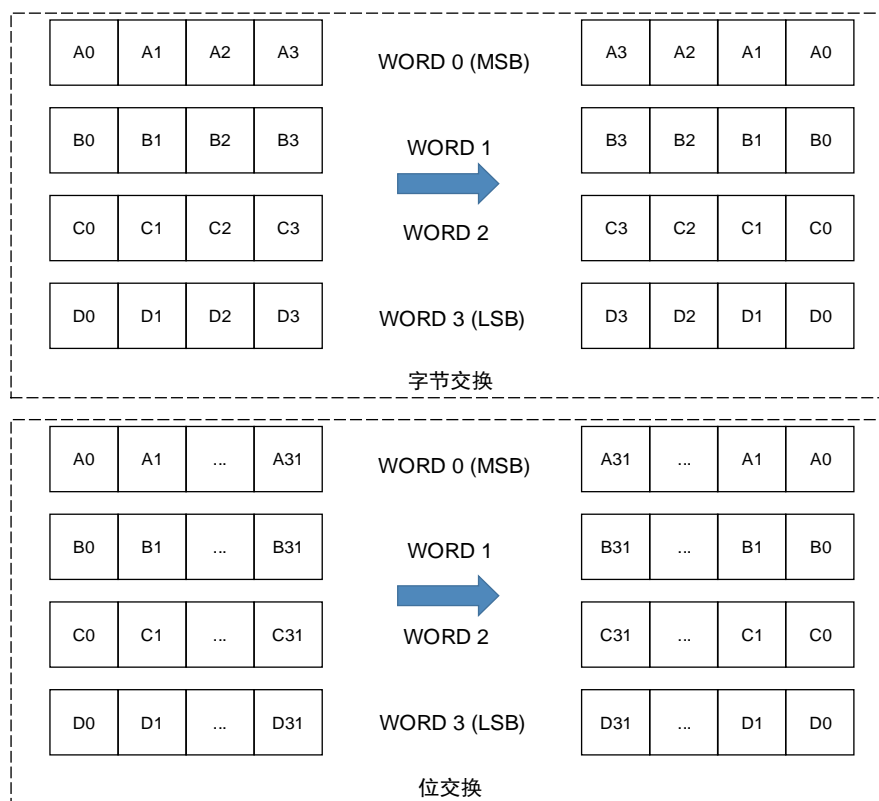 A0 A1 A2 A3 WORD 0 (MSB) A3 A2 A1 A0
B0 B1 B2 B3 WORD 1 B3 B2 B1 B0
C0 C1 C2 C3 WORD 2 C3 C2 C1 C0
D0 D1 D2 D3 WORD 3 (LSB) D3 D2 D1 D0
字节交换
A0 A1 ... A31 WORD 0 (MSB) A31 ... A1 A0
B0 B1 ... B31 WORD 1 B31 ... B1 B0
C0 C1 ... C31 WORD 2 C31 ... C1 C0
D0 D1 ... D31 WORD 3 (LSB) D31 ... D1 D0
位交换